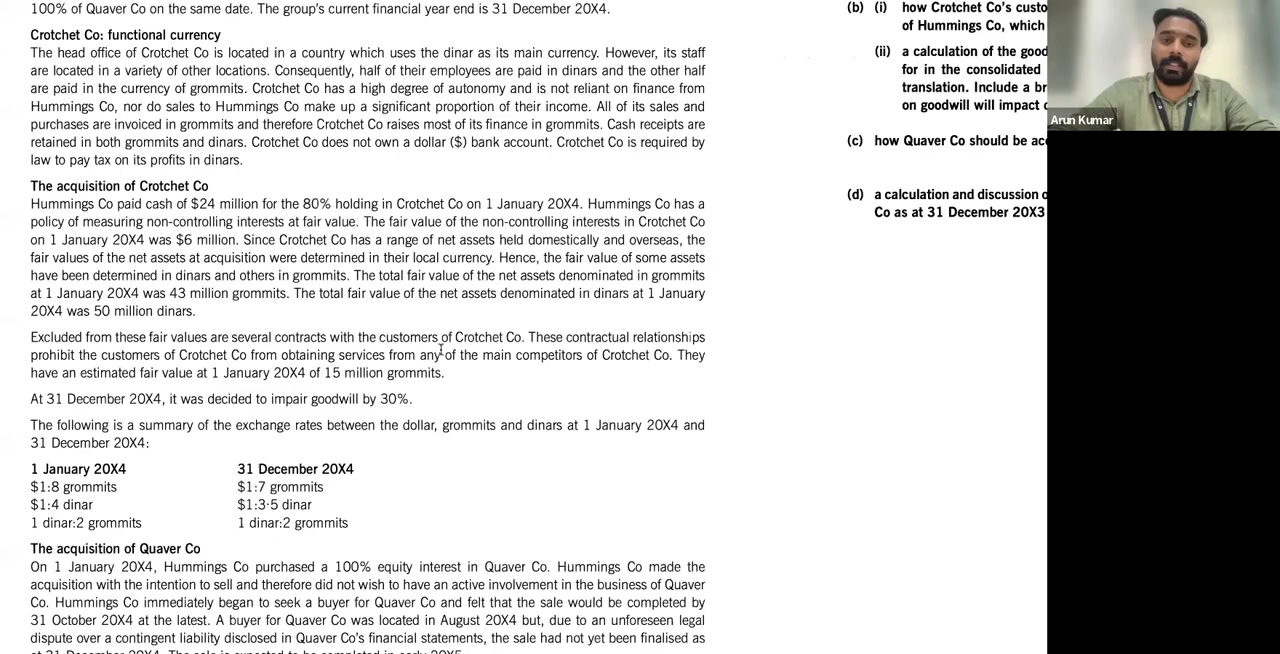 100% of Quaver Co on the same date. The group's current financial year end is 31 December 20X4.
Crotchet Co: functional currency
The head office of Crotchet Co is located in a country which uses the dinar as its main currency. However, its staff
are located in a variety of other locations. Consequently, half of their employees are paid in dinars and the other half
are paid in the currency of grommits. Crotchet Co has a high degree of autonomy and is not reliant on finance from
Hummings Co, nor do sales to Hummings Co make up a significant proportion of their income. All of its sales and
purchases are invoiced in grommits and therefore Crotchet Co raises most of its finance in grommits. Cash receipts are
retained in both grommits and dinars. Crotchet Co does not own a dollar ($) bank account. Crotchet Co is required by
law to pay tax on its profits in dinars.
The acquisition of Crotchet Co
Hummings Co paid cash of $24 million for the 80% holding in Crotchet Co on 1 January 20X4. Hummings Co has a
policy of measuring non-controlling interests at fair value. The fair value of the non-controlling interests in Crotchet Co
on 1 January 20X4 was $6 million. Since Crotchet Co has a range of net assets held domestically and overseas, the
fair values of the net assets at acquisition were determined in their local currency. Hence, the fair value of some assets
have been determined in dinars and others in grommits. The total fair value of the net assets denominated in grommits
at 1 January 20X4 was 43 million grommits. The total fair value of the net assets denominated in dinars at 1 January
20X4 was 50 million dinars.
Excluded from these fair values are several contracts with the customers of Crotchet Co. These contractual relationships
prohibit the customers of Crotchet Co from obtaining services from any of the main competitors of Crotchet Co. They
have an estimated fair value at 1 January 20X4 of 15 million grommits.
At 31 December 20X4, it was decided to impair goodwill by 30%.
The following is a summary of the exchange rates between the dollar, grommits and dinars at 1 January 20X4 and
31 December 20X4:
1 January 20X4 31 December 20X4
$1:8 grommits $1:7 grommits
$1:4 dinar $1:3·5 dinar
1 dinar:2 grommits 1 dinar:2 grommits
The acquisition of Quaver Co
On 1 January 20X4, Hummings Co purchased a 100% equity interest in Quaver Co. Hummings Co made the
acquisition with the intention to sell and therefore did not wish to have an active involvement in the business of Quaver
Co. Hummings Co immediately began to seek a buyer for Quaver Co and felt that the sale would be completed by
31 October 20X4 at the latest. A buyer for Quaver Co was located in August 20X4 but, due to an unforeseen legal
dispute over a contingent liability disclosed in Quaver Co's financial statements, the sale had not yet been finalised as
at 31 December 20X4. The sale is expected to be completed in early 20X5.
(b) (i) how Crotchet Co's custo
of Hummings Co, which
(ii) a calculation of the good
for in the consolidated
translation. Include a br
on goodwill will impact
(c) how Quaver Co should be ac
(d) a calculation and discussion o
Co as at 31 December 20X3
Arun Kumar